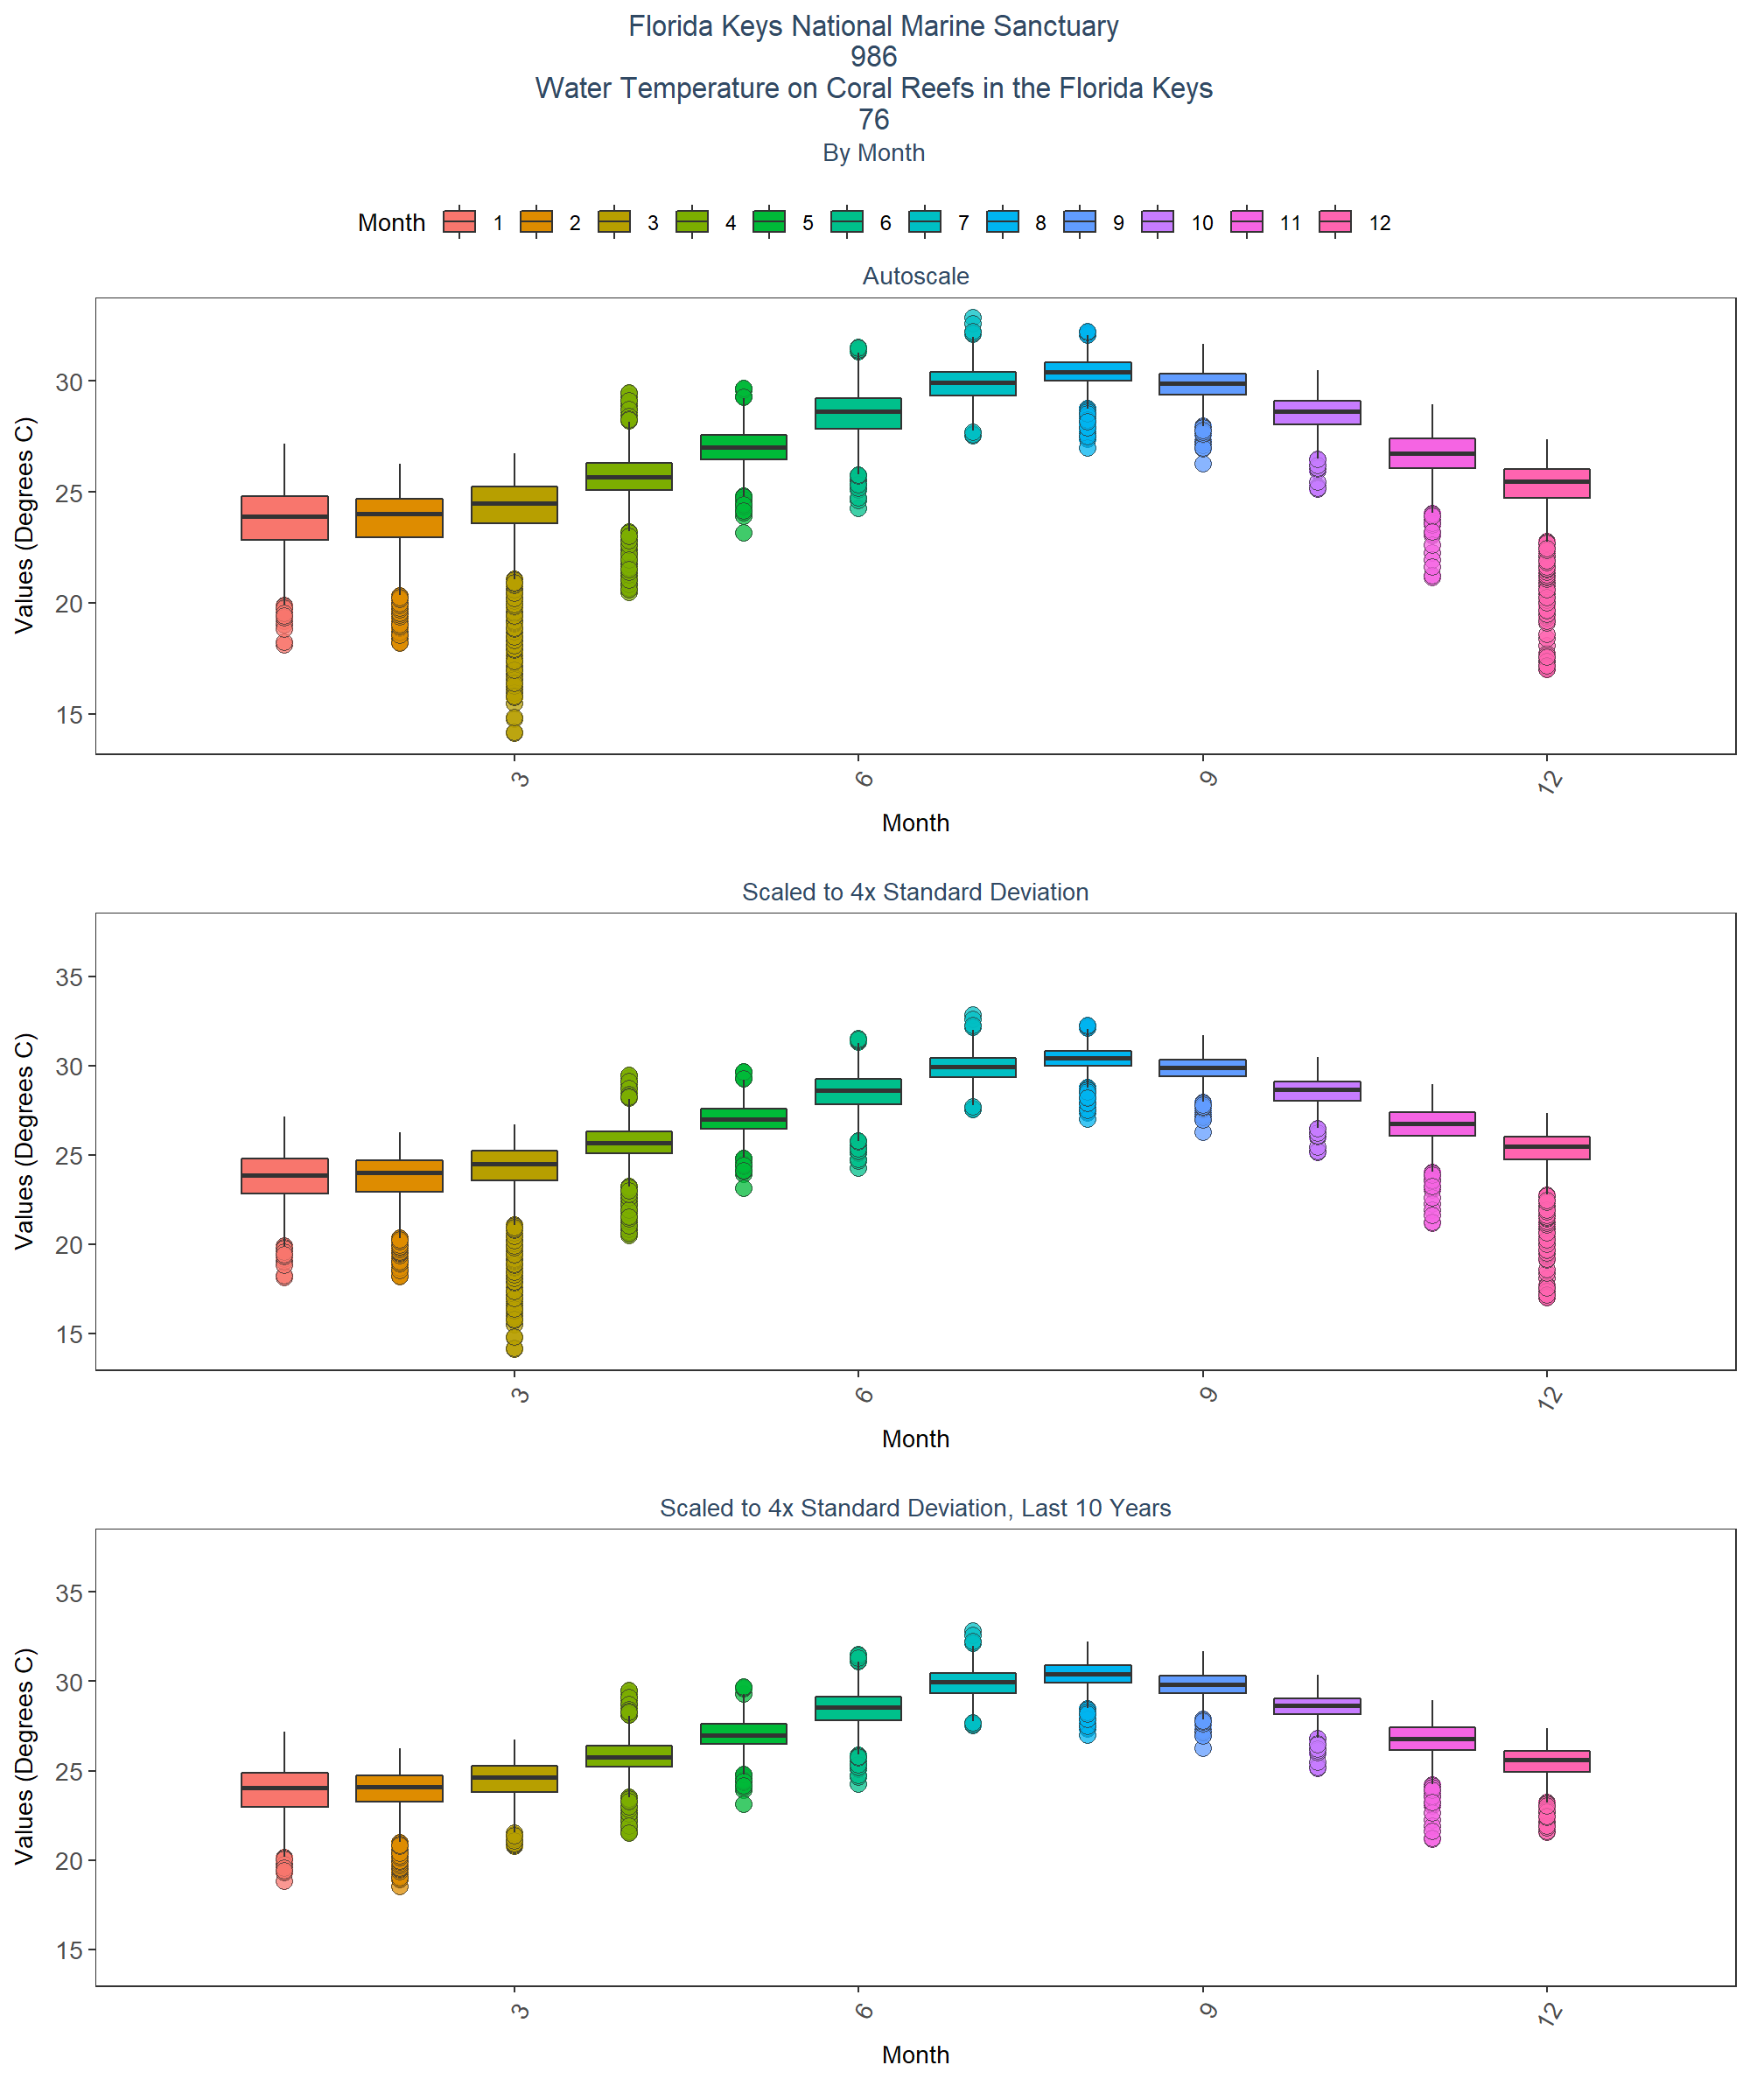 Florida Keys National Marine Sanctuary
986
Water Temperature on Coral Reefs in the Florida Keys
76
By Month
Month 1 2 3 4 5 6 7 8 9 10 11 12
Autoscale
Values (Degrees C)
30
25
20
15
3 6 9 12
Month
Scaled to 4x Standard Deviation
Values (Degrees C)
35
30
25
20
15
3 6 9 12
Month
Scaled to 4x Standard Deviation, Last 10 Years
Values (Degrees C)
35
30
25
20
15
3 6 9 12
Month